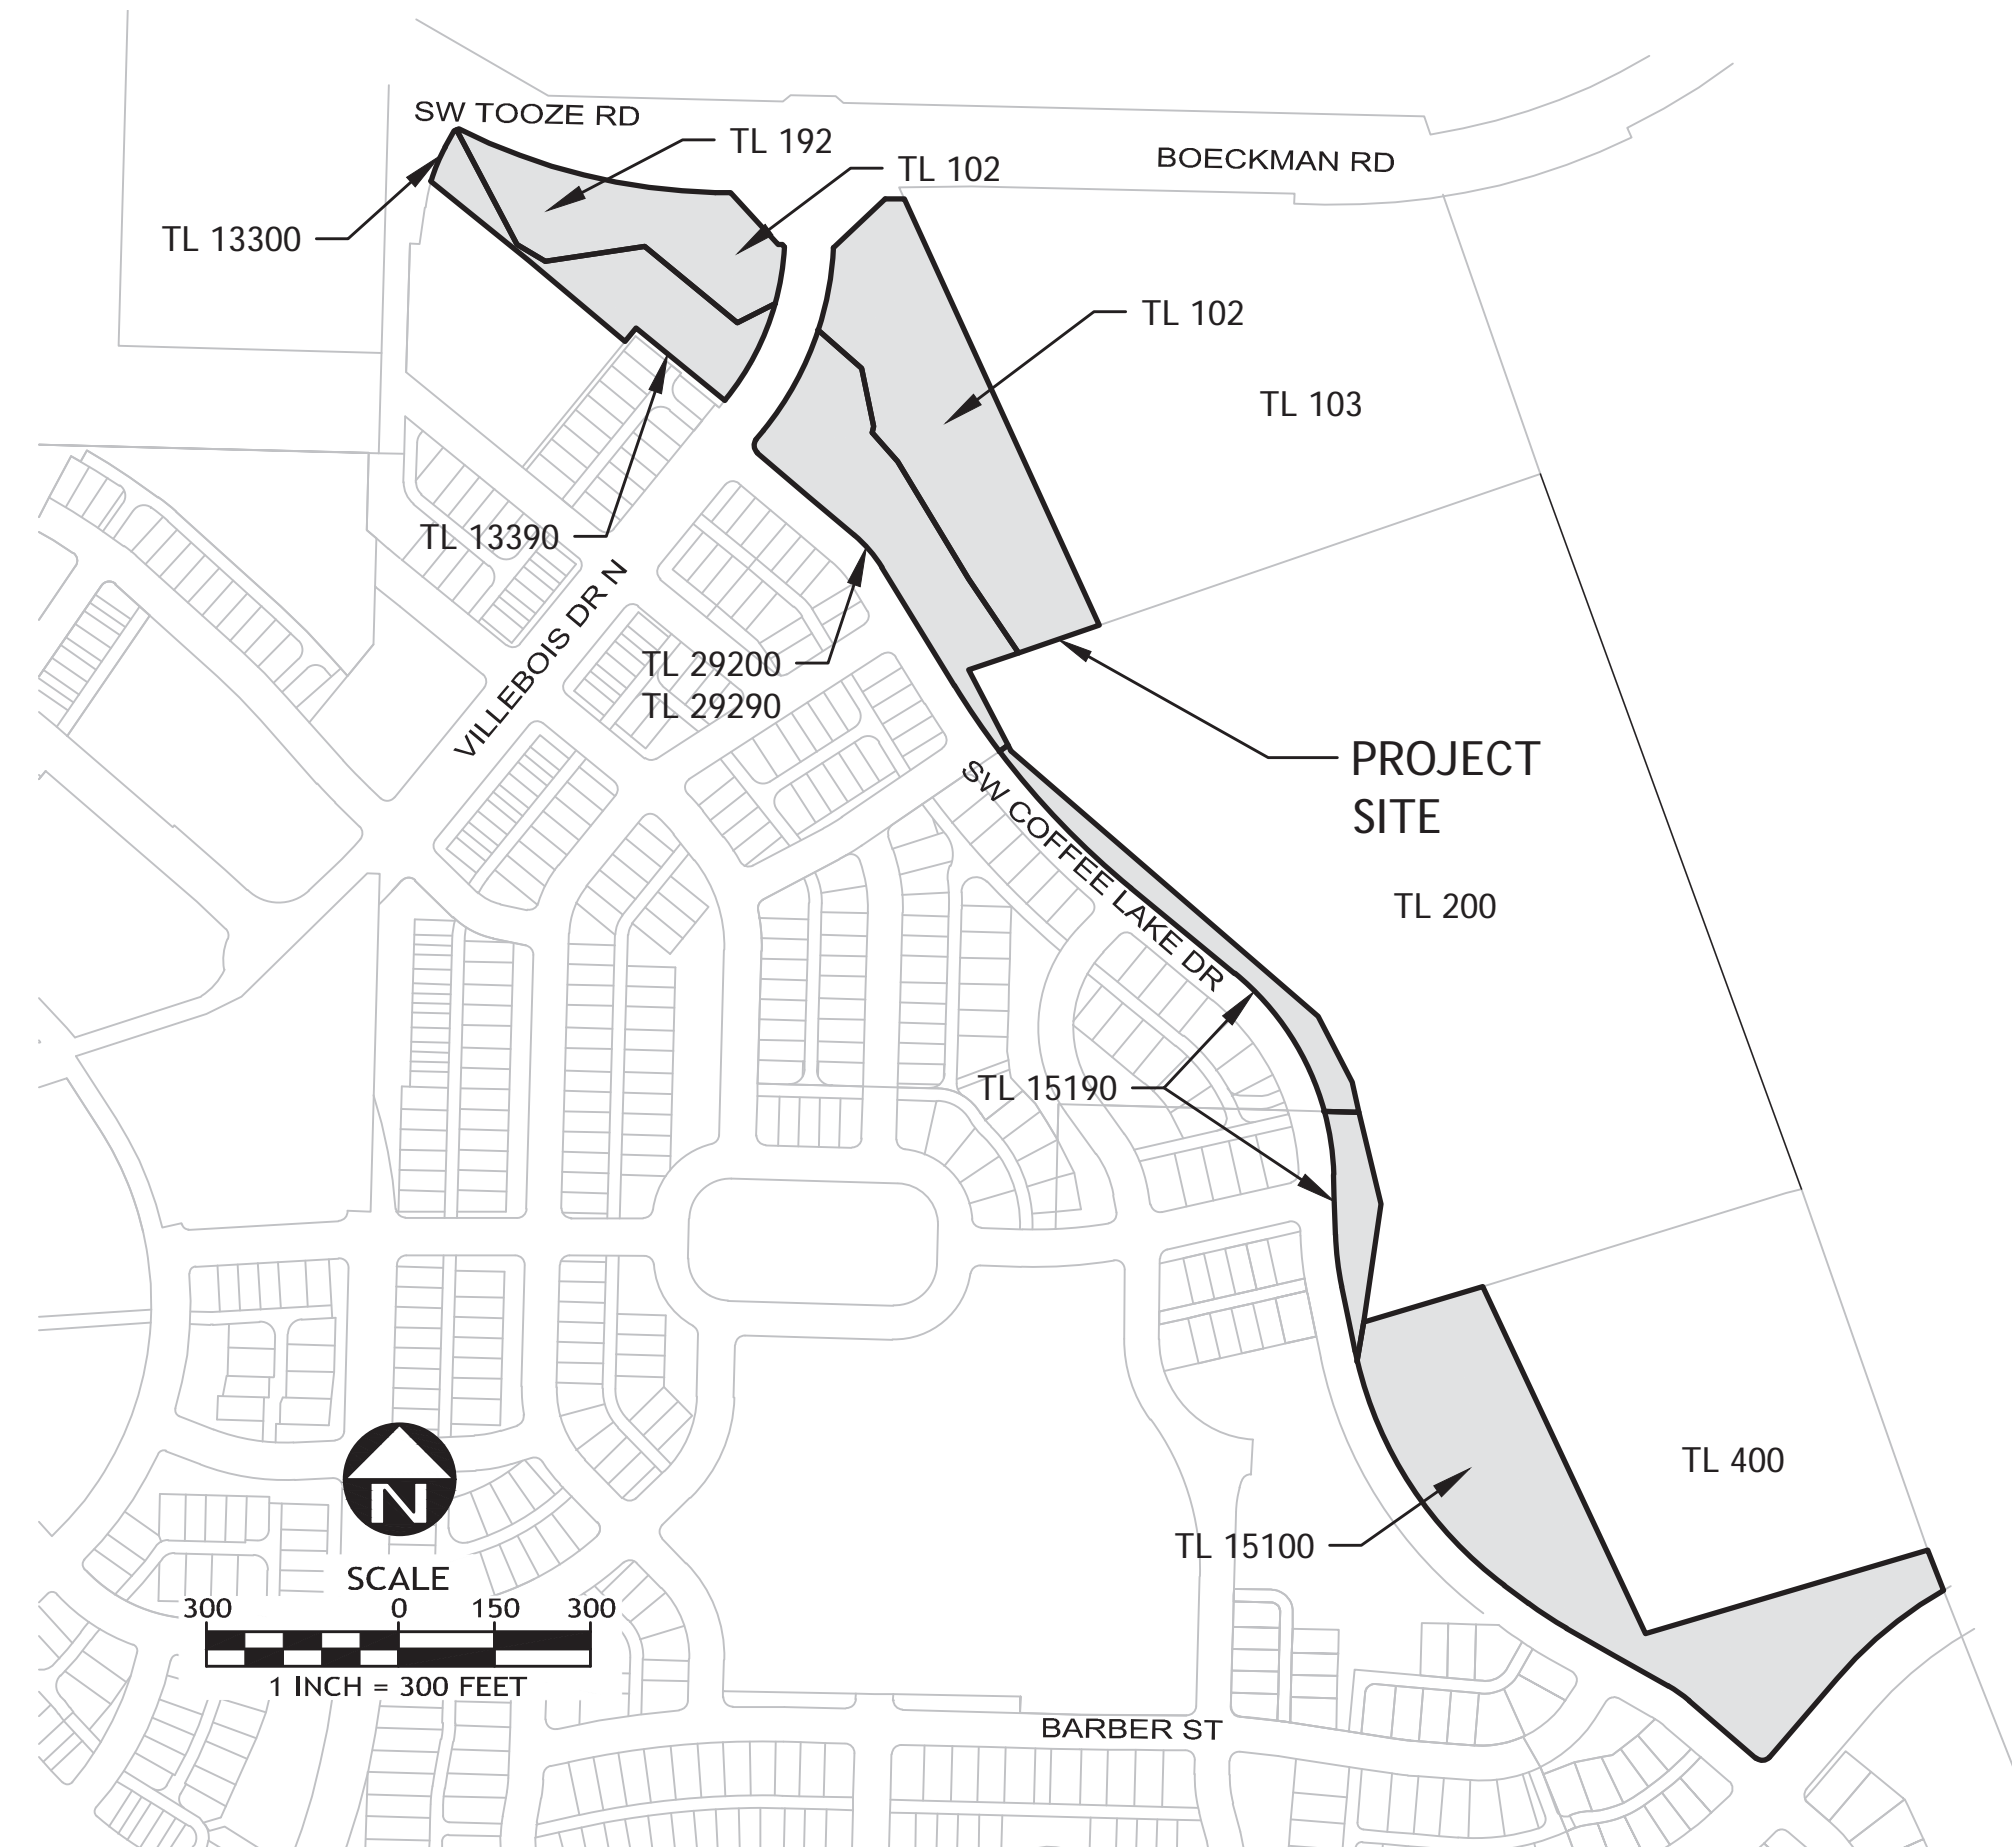 SW TOOZE RD
TL 192
TL 102
BOECKMAN RD
TL 13300
TL 102
TL 103
TL 13390
VILLEBOIS DR N
TL 29200
TL 29290
PROJECT
SITE
SW COFFEE LAKE DR
TL 200
TL 15190
TL 400
N
TL 15100
SCALE
300 0 150 300
1 INCH = 300 FEET
BARBER ST